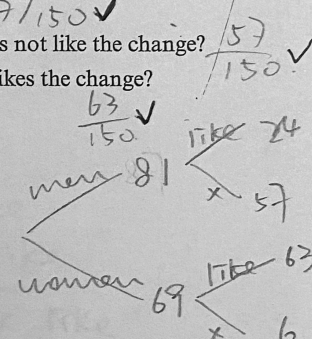 7/150 ✓
s not like the change? 57/150 ✓
ikes the change?
63/150 ✓
like 24
men 81
x 57
like 63
women 69
x 6